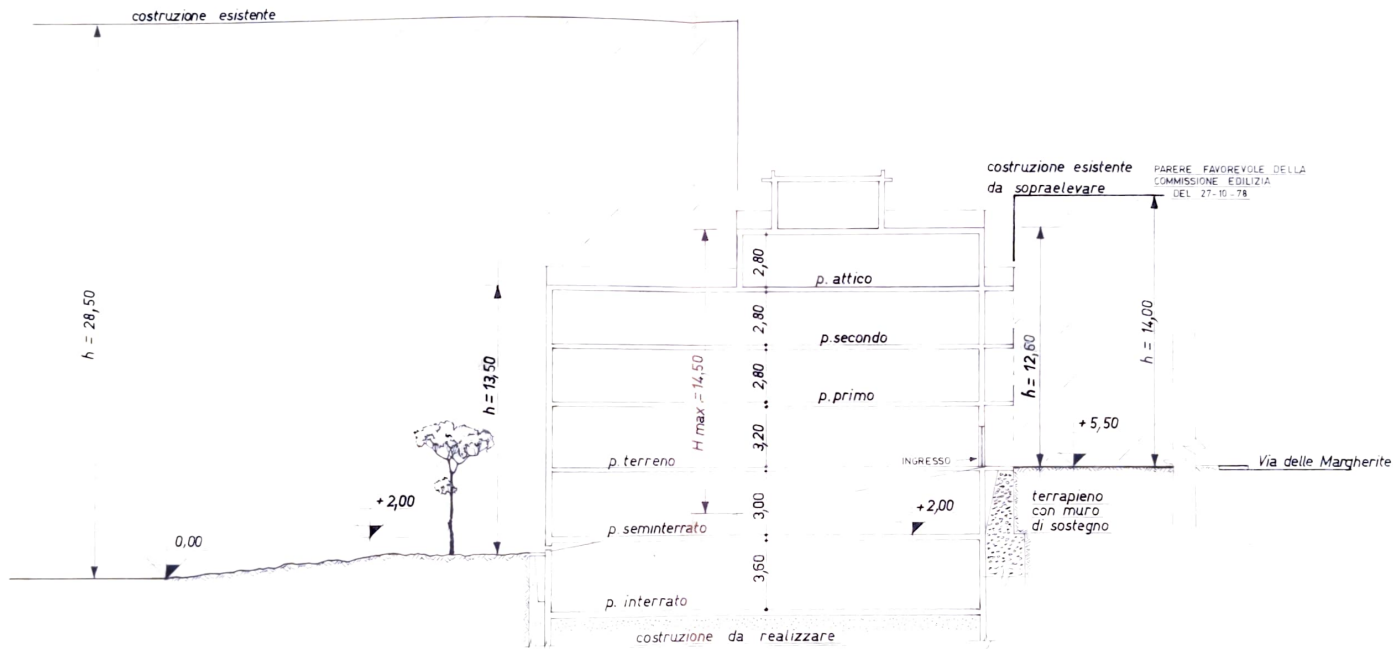 costruzione esistente
costruzione esistente
da sopraelevare
PARERE FAVOREVOLE DELLA
COMMISSIONE EDILIZIA
DEL 27-10-78
h = 28,50
h = 13,50
H max = 14,50
2,80
2,80
2,80
3,20
3,00
3,60
p. attico
p. secondo
p. primo
p. terreno
p. seminterrato
p. interrato
INGRESSO
h = 12,60
h = 14,00
+ 5,50
Via delle Margherite
terrapieno
con muro
di sostegno
+ 2,00
+ 2,00
0,00
costruzione da realizzare